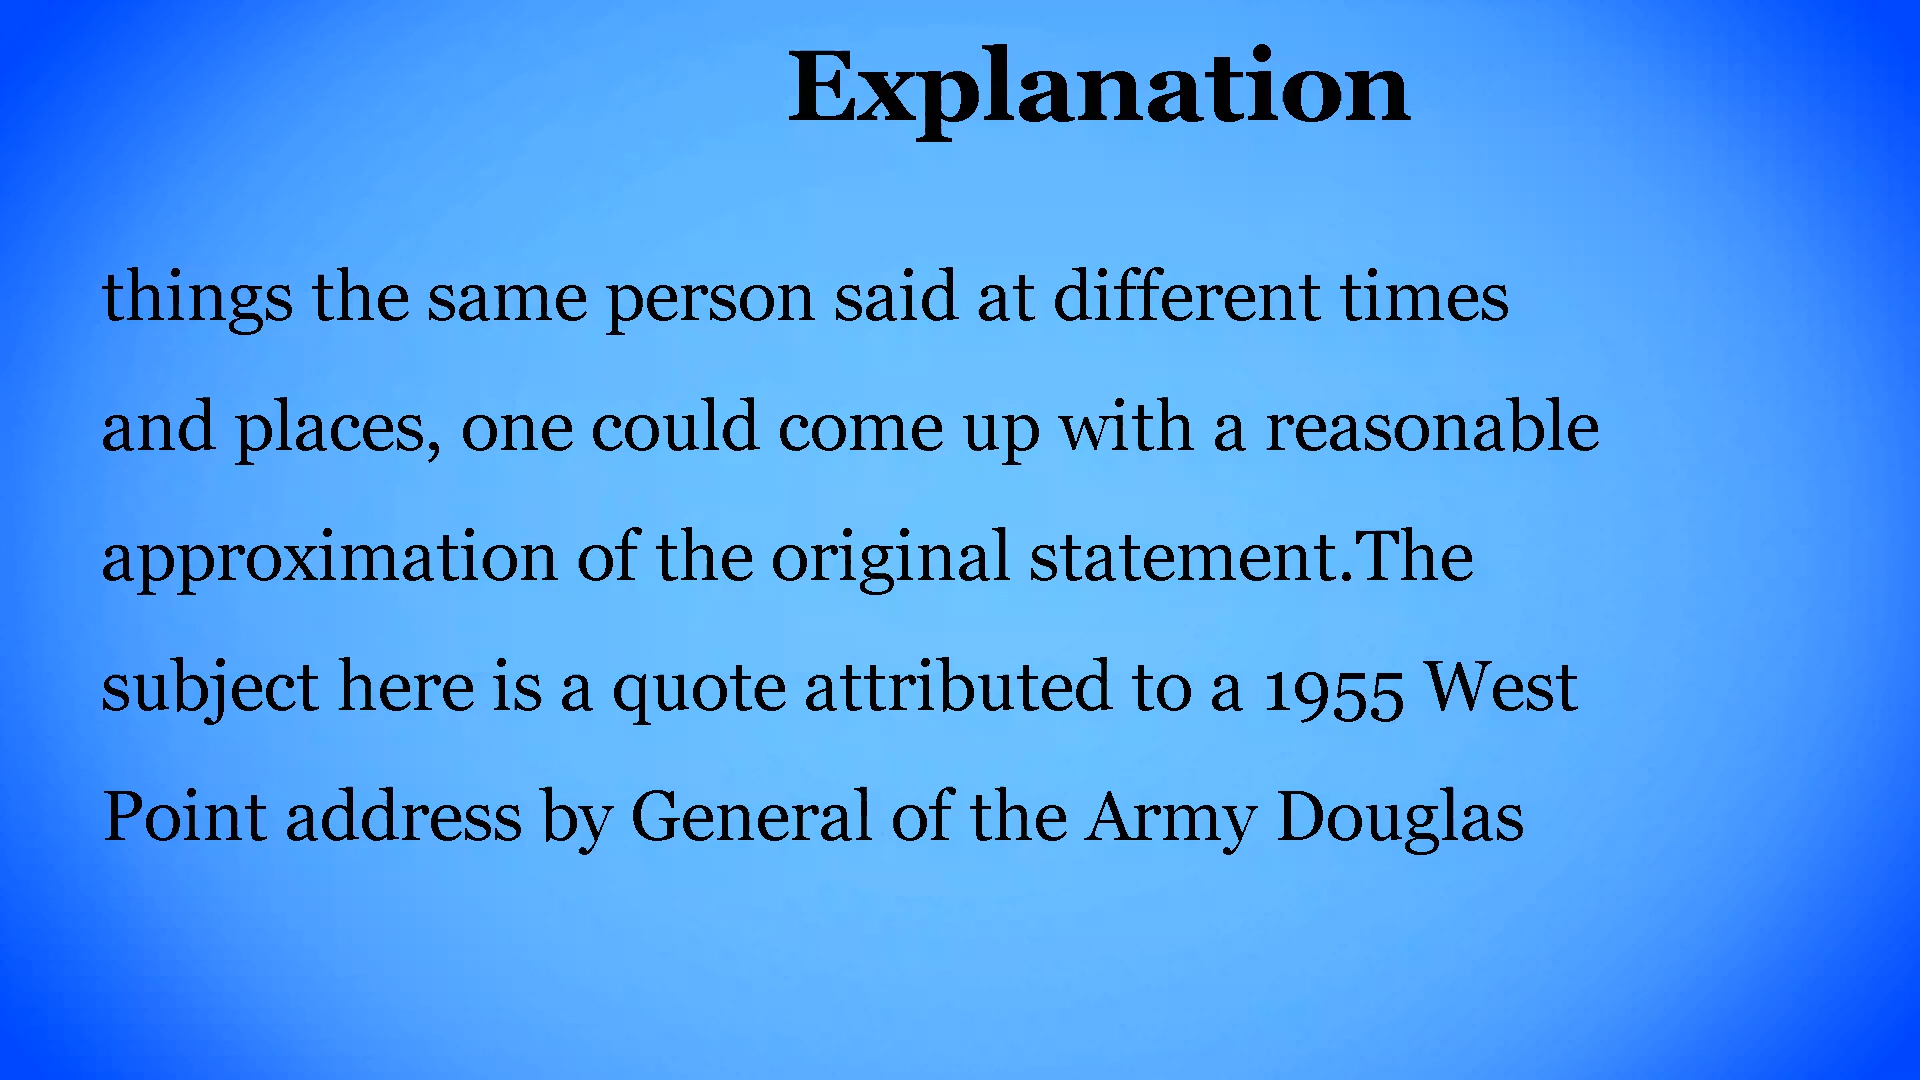 Explanation
things the same person said at different times
and places, one could come up with a reasonable
approximation of the original statement.The
subject here is a quote attributed to a 1955 West
Point address by General of the Army Douglas